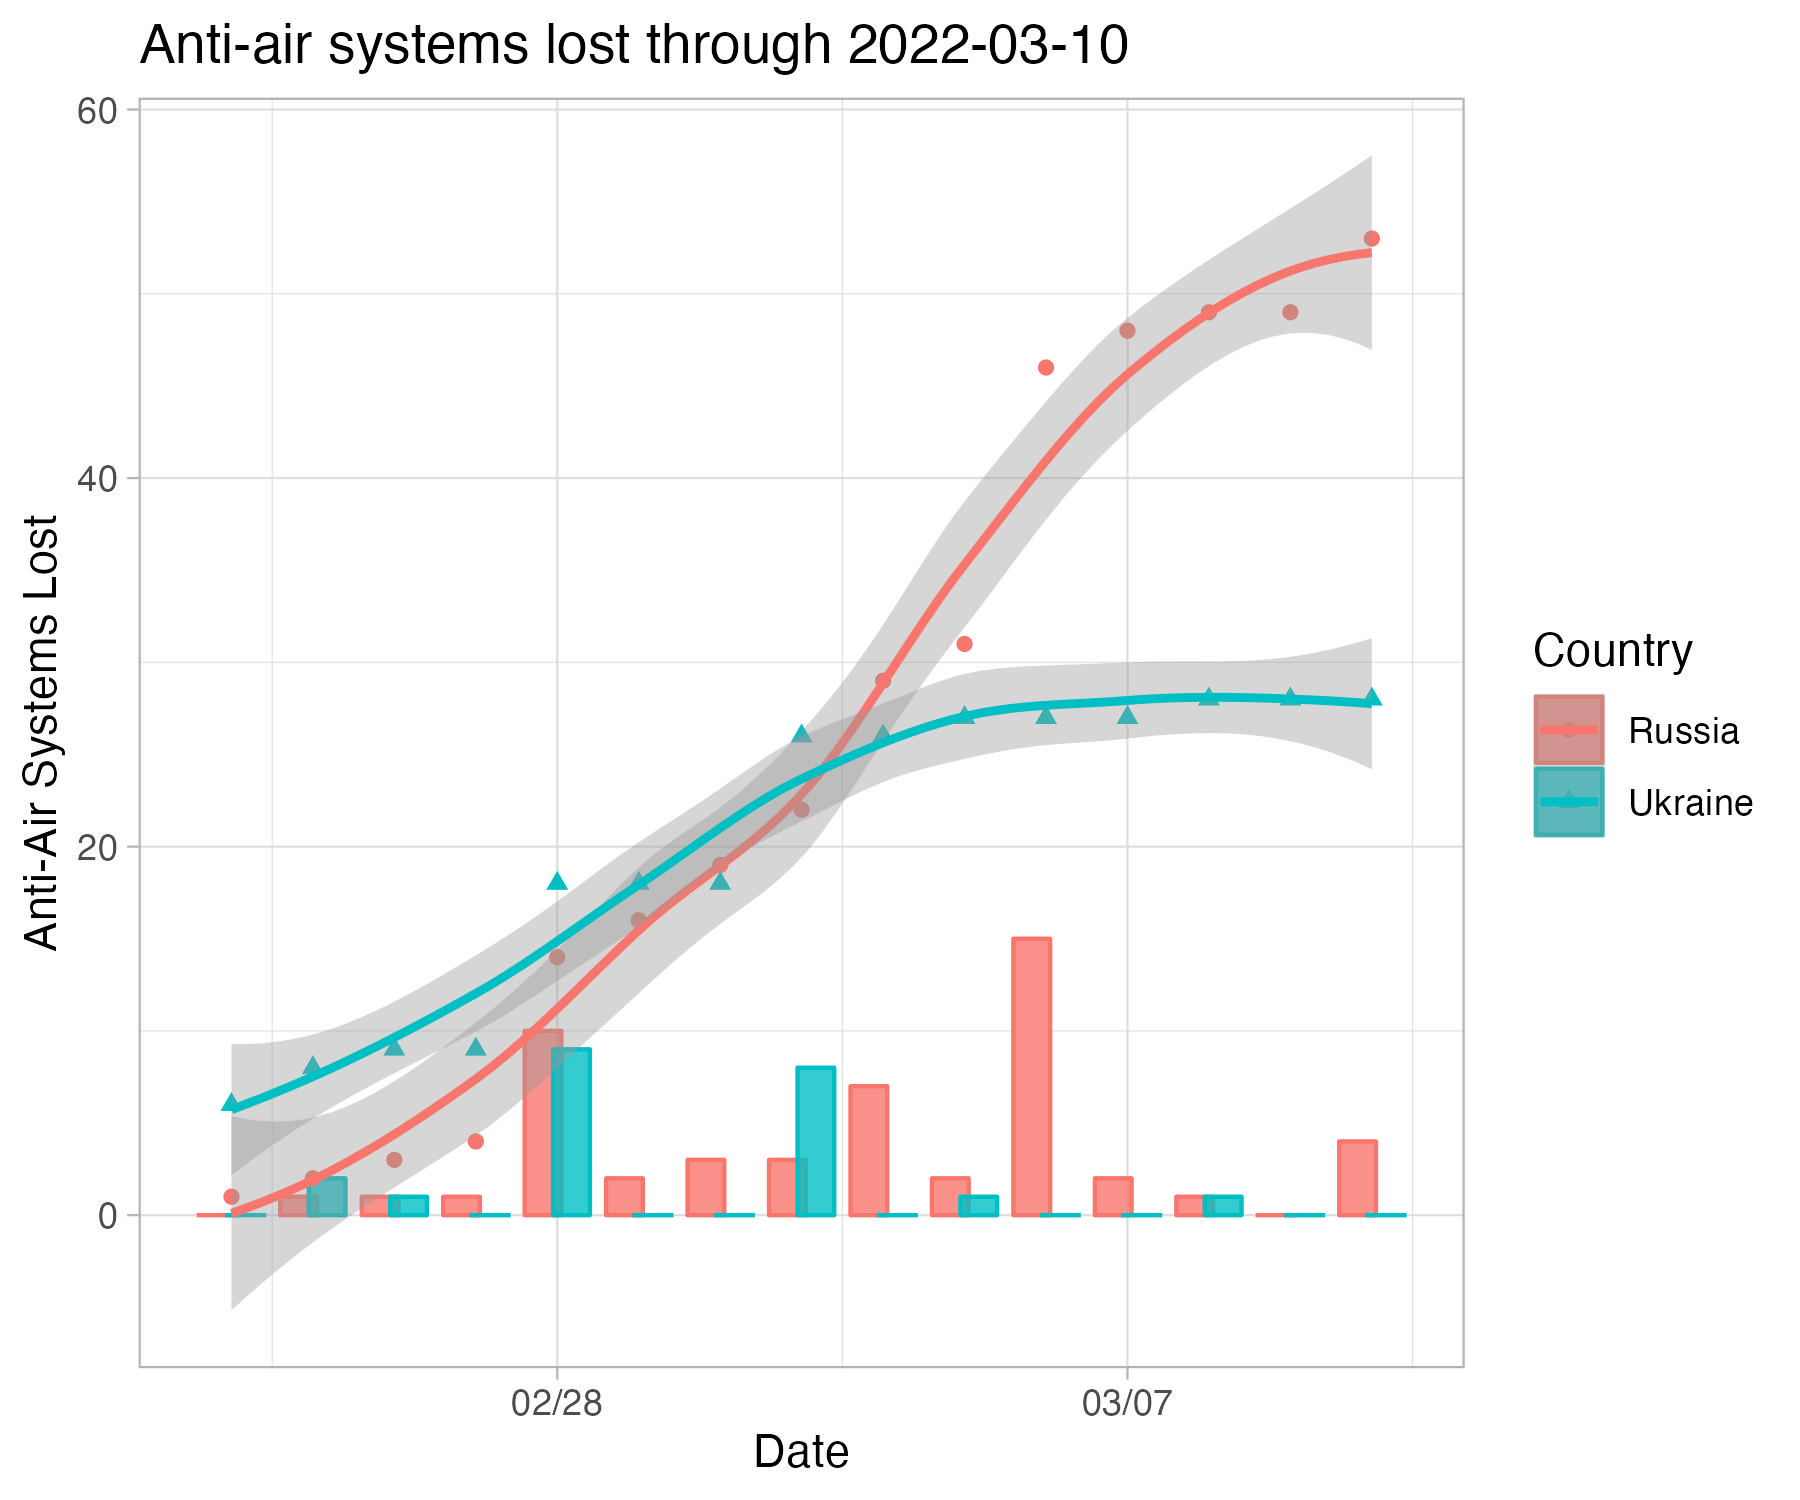 Anti-air systems lost through 2022-03-10
60
40
20
0
Anti-Air Systems Lost
02/28
03/07
Date
Country
Russia
Ukraine